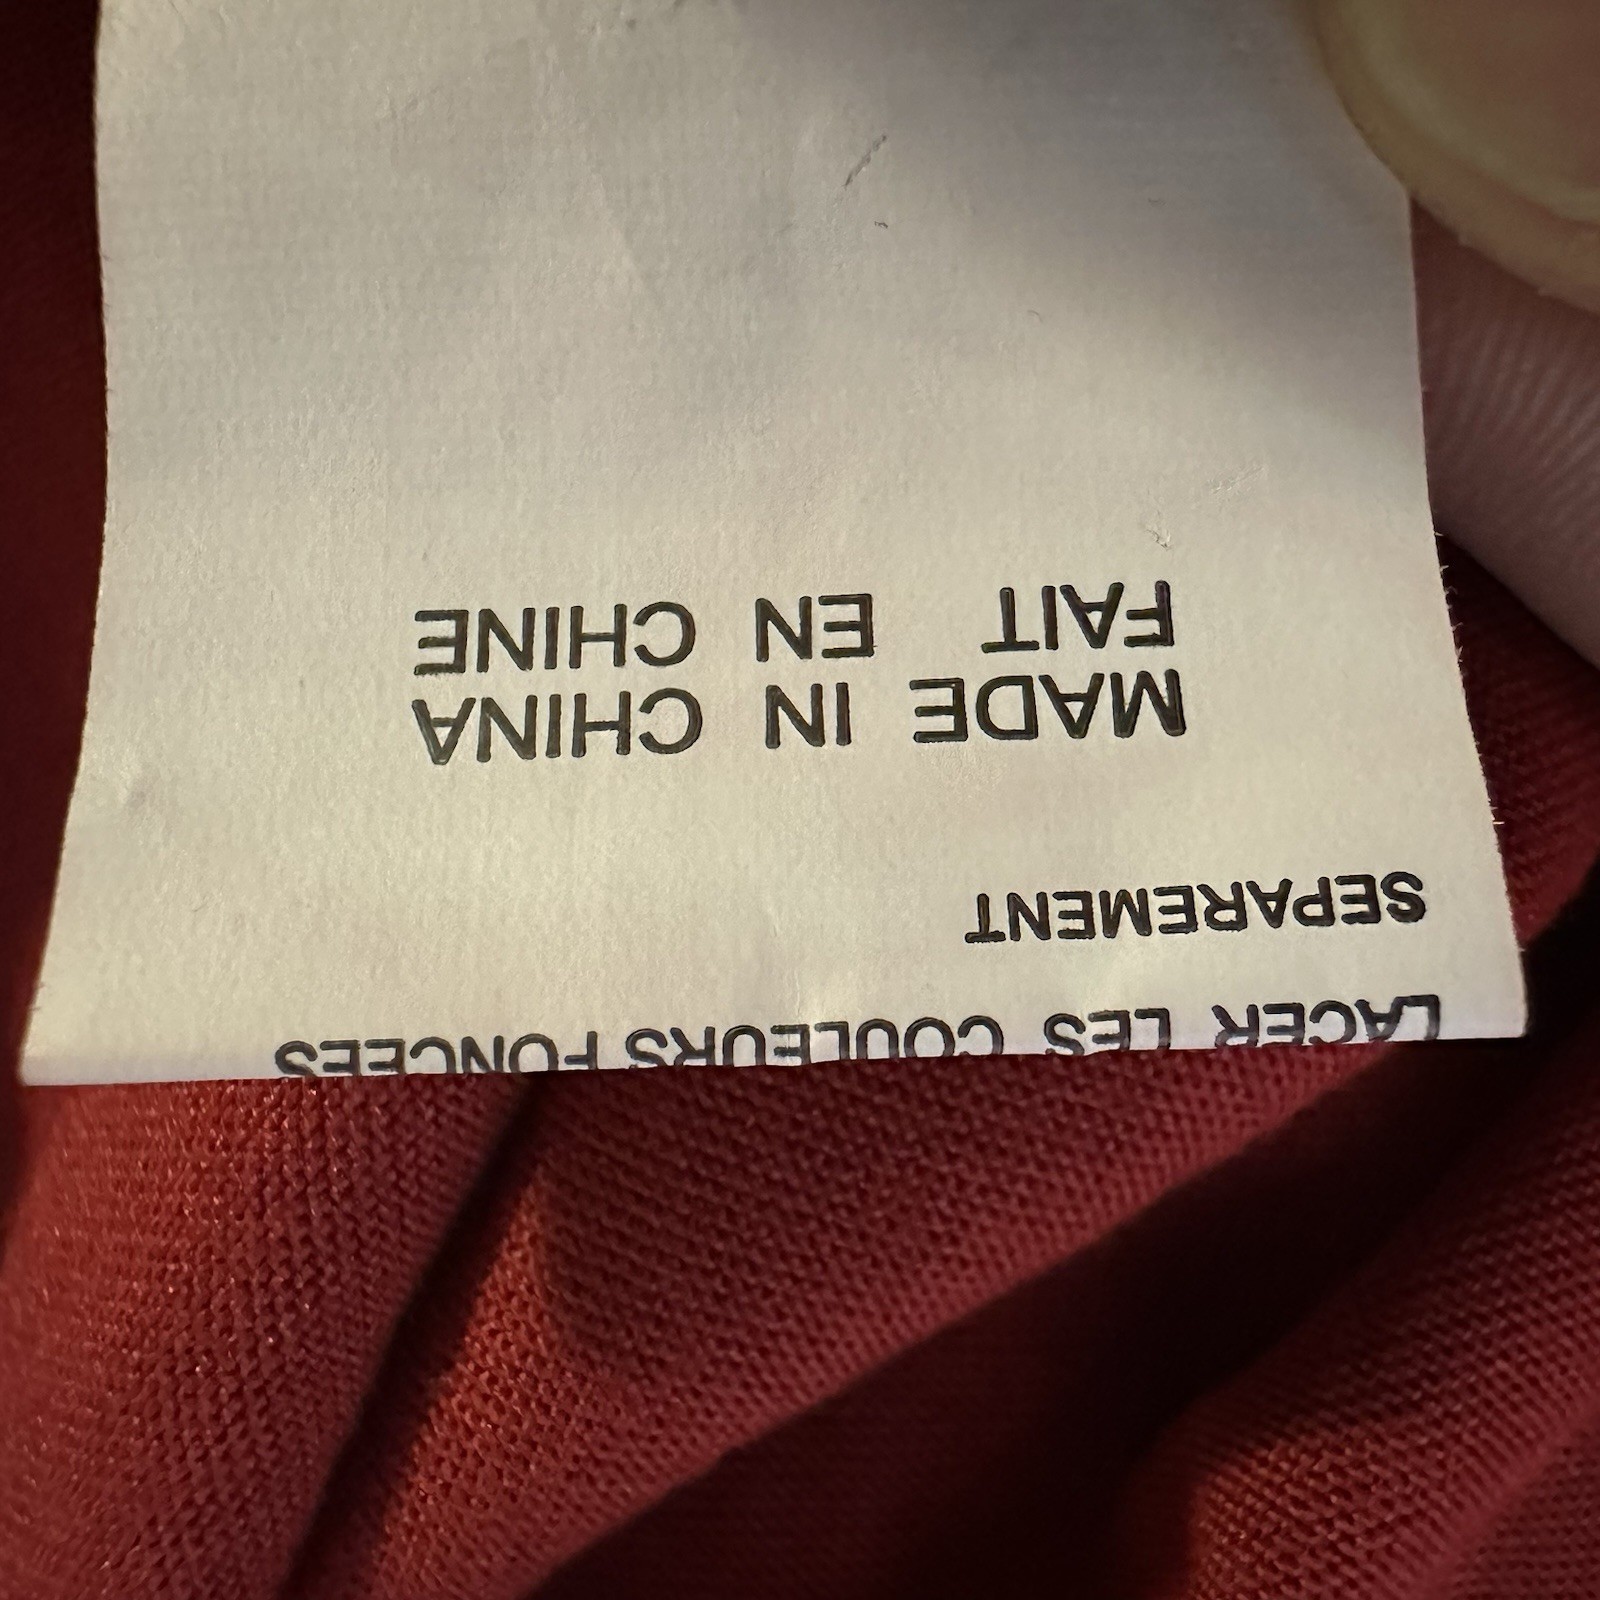 LACER LES COULEURS FONCEES
SEPAREMENT
MADE IN CHINA
FAIT EN CHINE